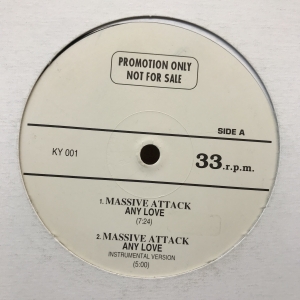 PROMOTION ONLY
NOT FOR SALE
SIDE A
KY 001
33.r.p.m.
1. MASSIVE ATTACK
ANY LOVE
(7:24)
2. MASSIVE ATTACK
ANY LOVE
INSTRUMENTAL VERSION
(5:00)